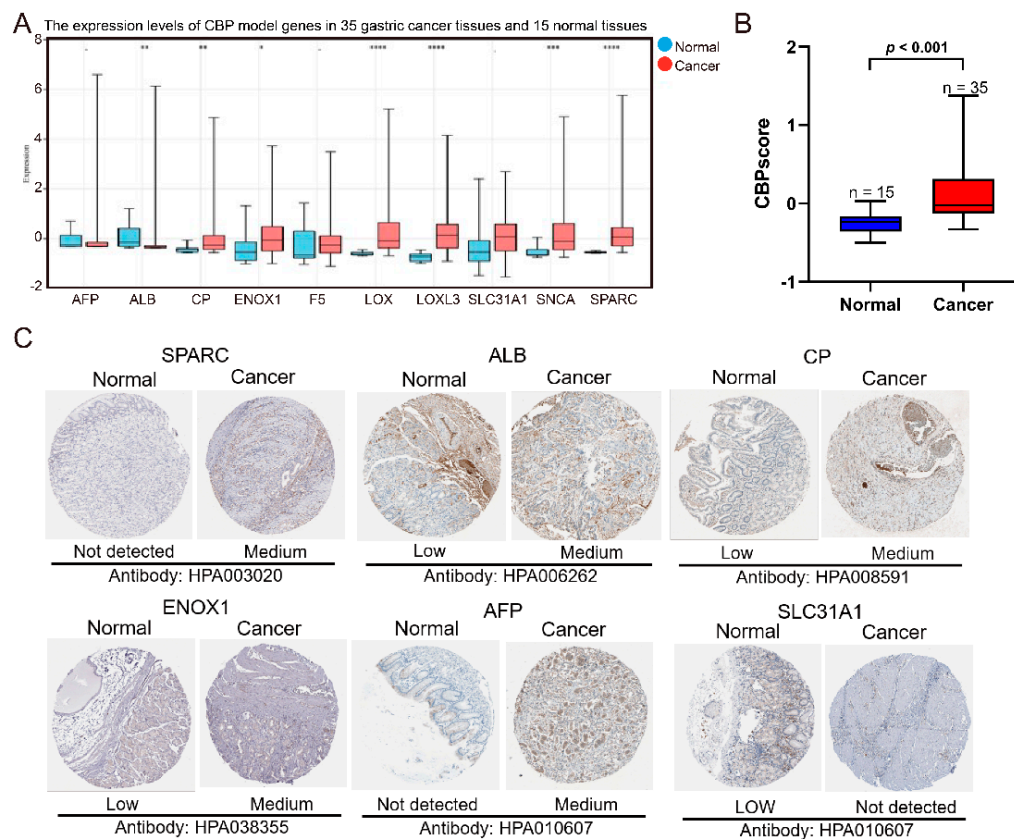 A
The expression levels of CBP model genes in 35 gastric cancer tissues and 15 normal tissues
Normal
Cancer
** ** * **** **** *** ****
Expression
8
6
4
2
0
-2
AFP ALB CP ENOX1 F5 LOX LOXL3 SLC31A1 SNCA SPARC
B
p < 0.001
n = 35
n = 15
CBPscore
2
1
0
-1
Normal Cancer
C
SPARC ALB CP
Normal Cancer Normal Cancer Normal Cancer
Not detected Medium Low Medium Low Medium
Antibody: HPA003020 Antibody: HPA006262 Antibody: HPA008591
ENOX1 AFP SLC31A1
Normal Cancer Normal Cancer Normal Cancer
Low Medium Not detected Medium LOW Not detected
Antibody: HPA038355 Antibody: HPA010607 Antibody: HPA010607